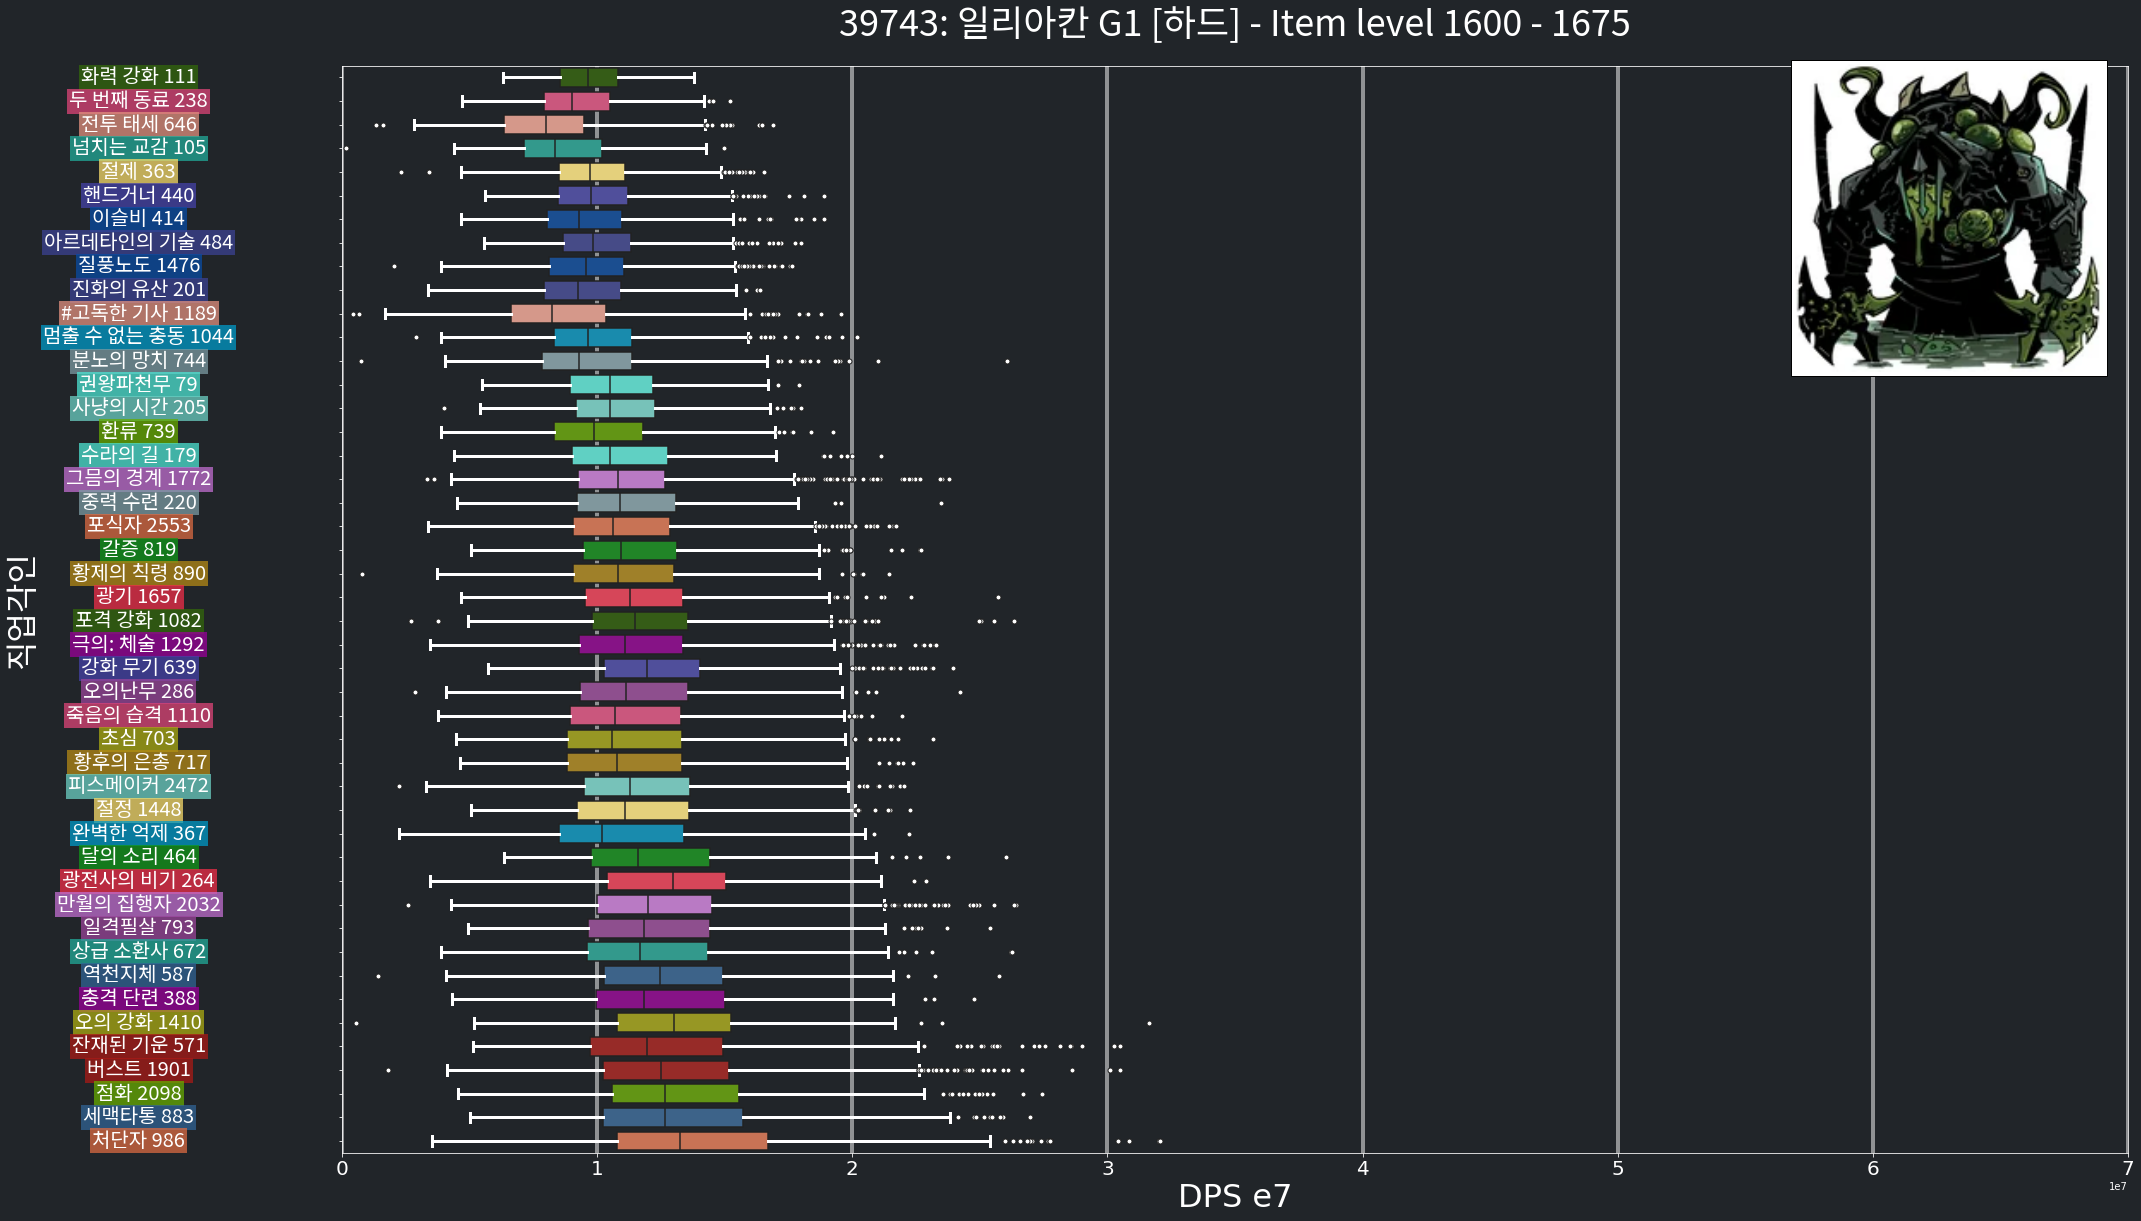 39743: 일리아칸 G1 [하드] - Item level 1600 - 1675
화력 강화 111
두 번째 동료 238
전투 태세 646
넘치는 교감 105
절제 363
핸드거너 440
이슬비 414
아르데타인의 기술 484
질풍노도 1476
진화의 유산 201
#고독한 기사 1189
멈출 수 없는 충동 1044
분노의 망치 744
권왕파천무 79
사냥의 시간 205
환류 739
수라의 길 179
그믐의 경계 1772
중력 수련 220
포식자 2553
갈증 819
황제의 칙령 890
광기 1657
포격 강화 1082
극의: 체술 1292
강화 무기 639
오의난무 286
죽음의 습격 1110
초심 703
황후의 은총 717
피스메이커 2472
절정 1448
완벽한 억제 367
달의 소리 464
광전사의 비기 264
만월의 집행자 2032
일격필살 793
상급 소환사 672
역천지체 587
충격 단련 388
오의 강화 1410
잔재된 기운 571
버스트 1901
점화 2098
세맥타통 883
처단자 986
직업각인
0 1 2 3 4 5 6 7
DPS e7
1e7